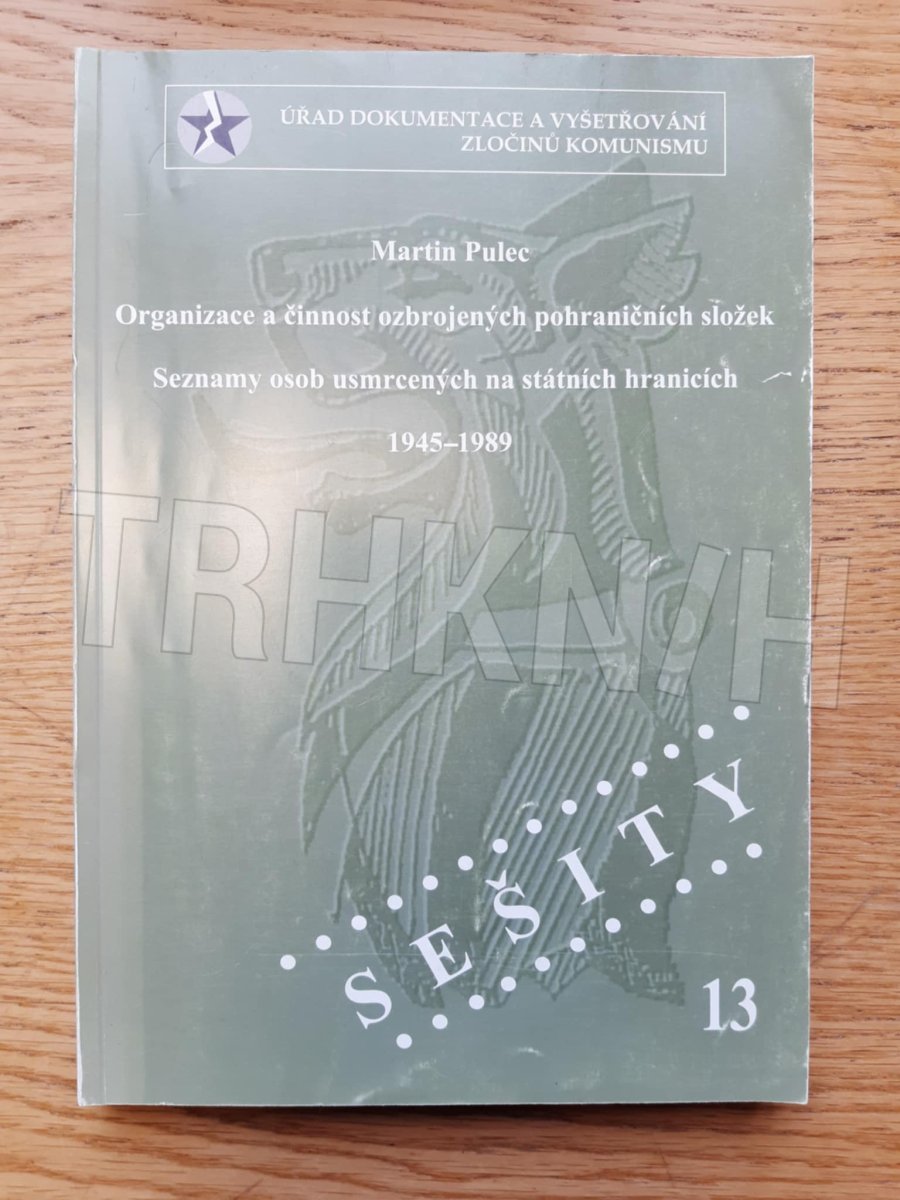 ÚŘAD DOKUMENTACE A VYŠETŘOVÁNÍ
ZLOČINŮ KOMUNISMU
Martin Pulec
Organizace a činnost ozbrojených pohraničních složek
Seznamy osob usmrcených na státních hranicích
1945–1989
TRHKNIH
SEŠITY
13